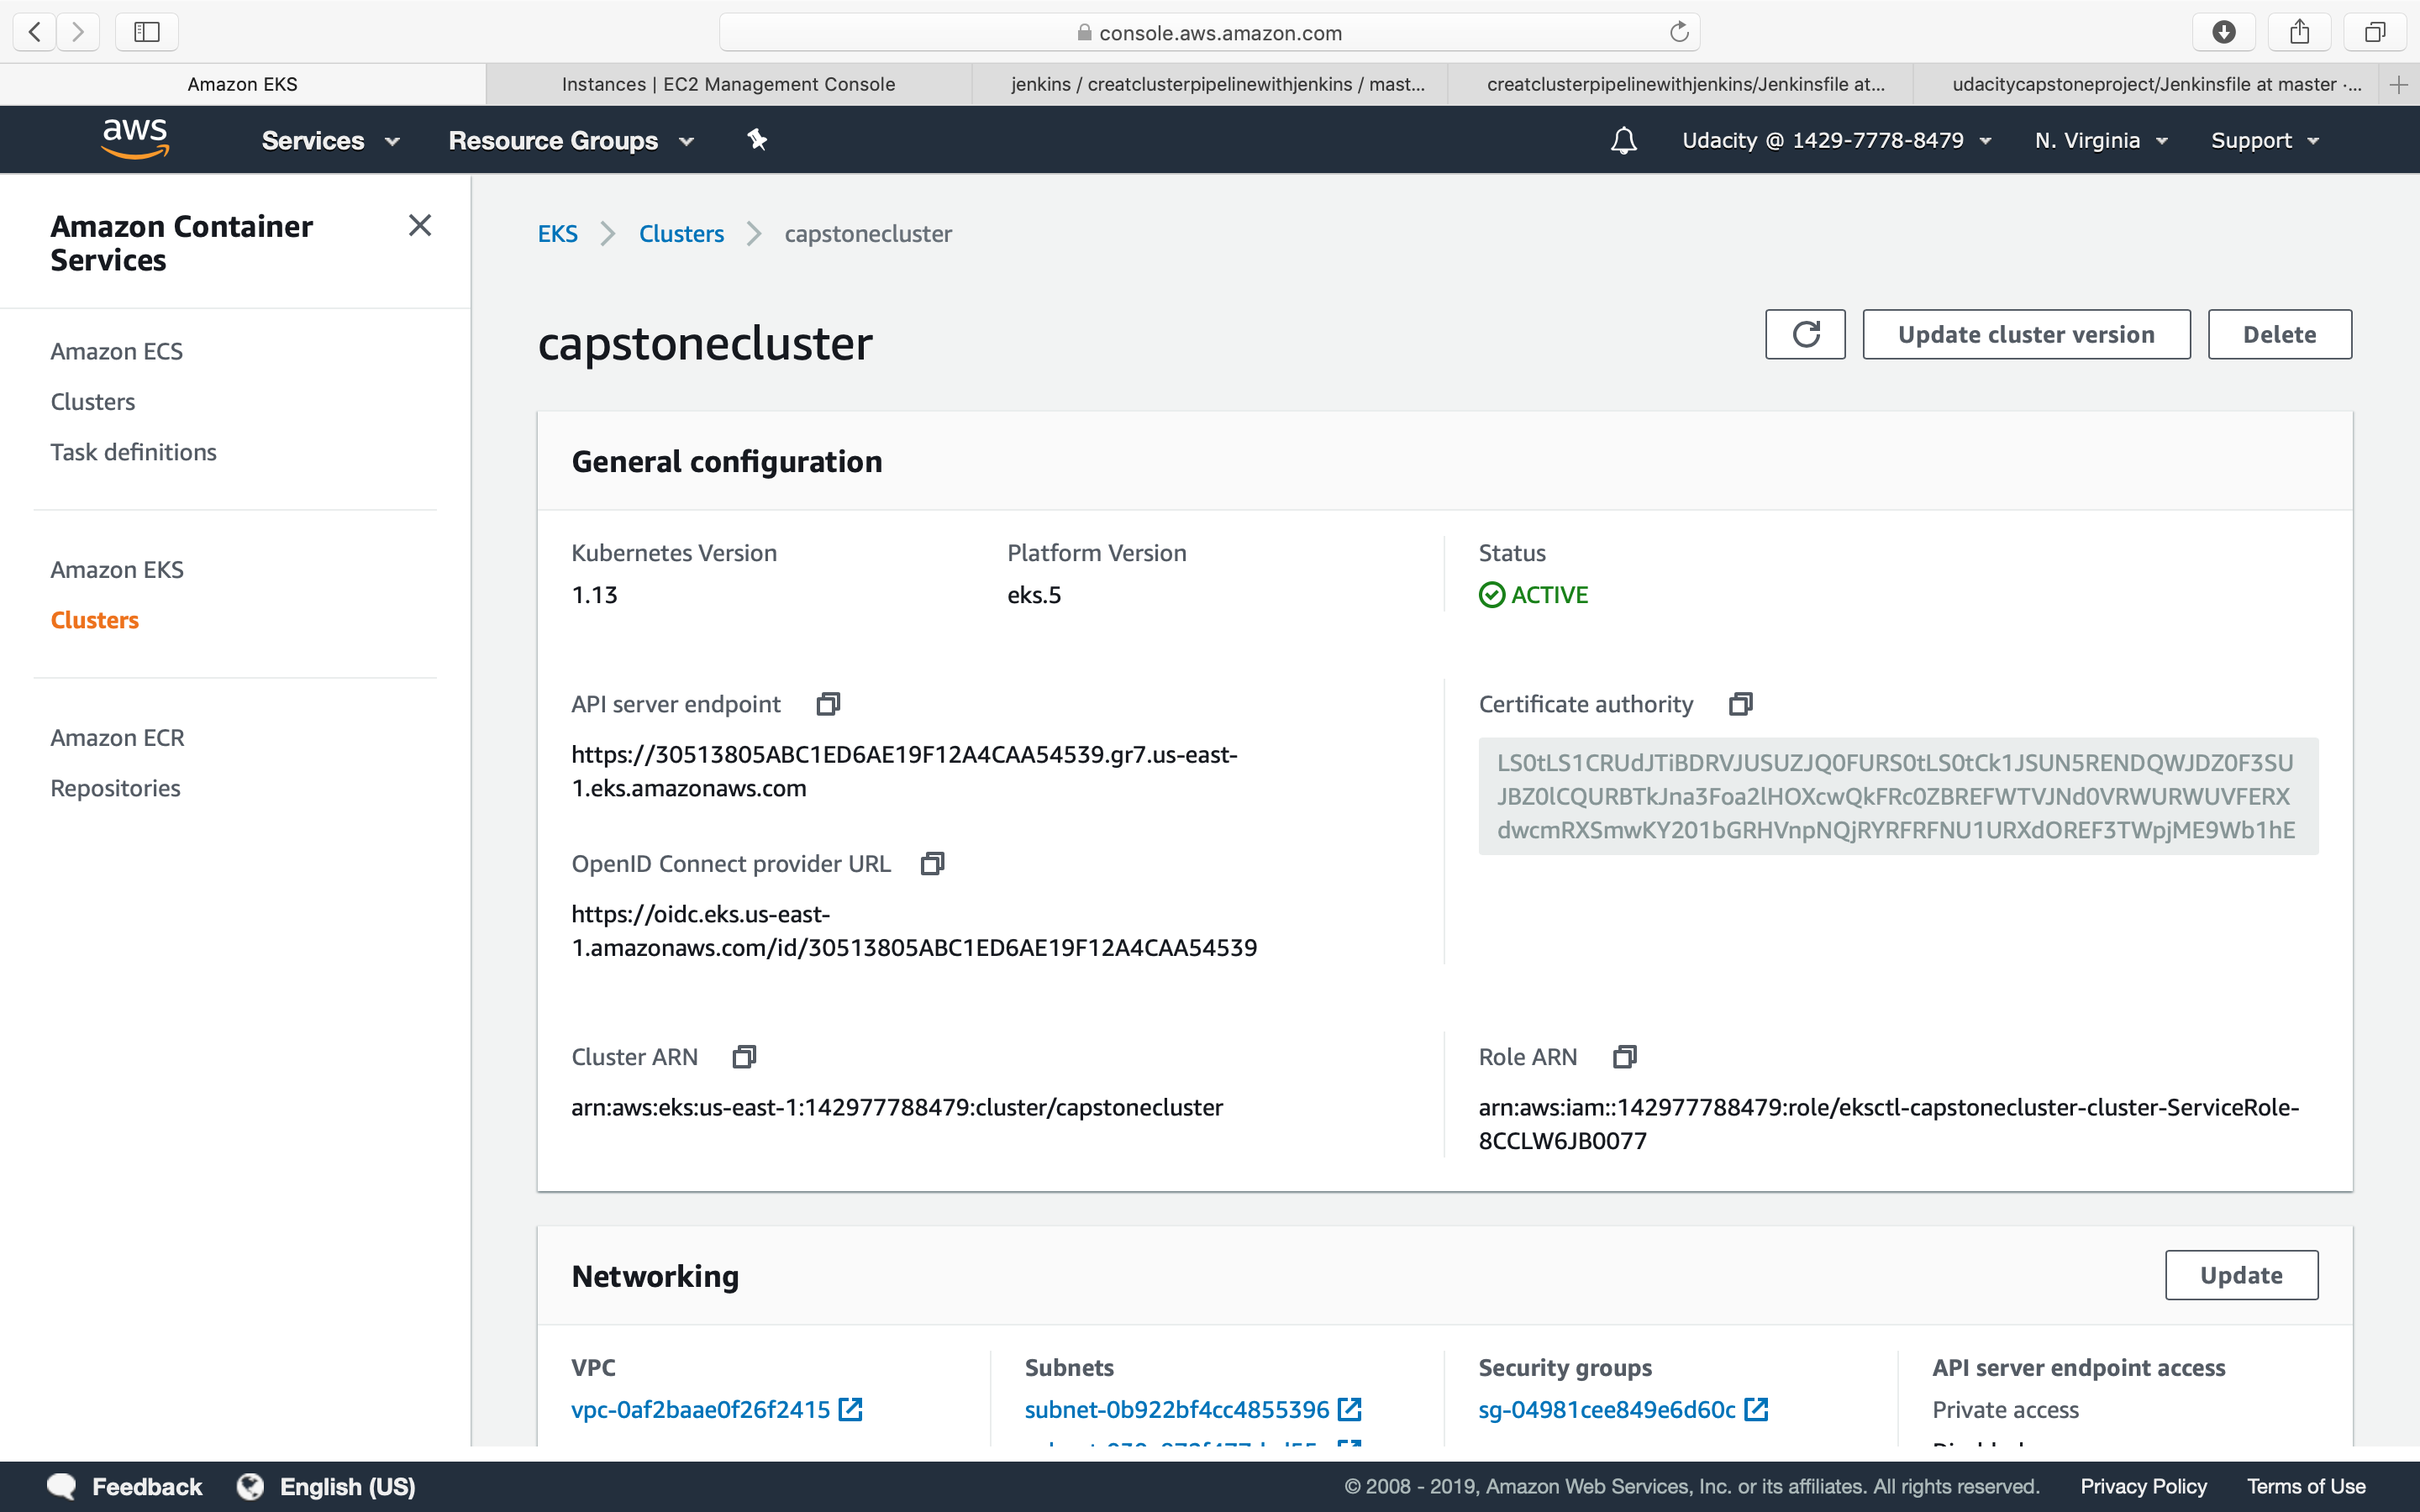 console.aws.amazon.com
Amazon EKS
Instances | EC2 Management Console
jenkins / creatclusterpipelinewithjenkins / mast...
creatclusterpipelinewithjenkins/Jenkinsfile at...
udacitycapstoneproject/Jenkinsfile at master ·...
aws
Services
Resource Groups
Udacity @ 1429-7778-8479
N. Virginia
Support
Amazon Container
Services
Amazon ECS
Clusters
Task definitions
Amazon EKS
Clusters
Amazon ECR
Repositories
EKS
Clusters
capstonecluster
capstonecluster
Update cluster version
Delete
General configuration
Kubernetes Version
1.13
Platform Version
eks.5
Status
ACTIVE
API server endpoint
https://30513805ABC1ED6AE19F12A4CAA54539.gr7.us-east-
1.eks.amazonaws.com
Certificate authority
LS0tLS1CRUdJTiBDRVJUSUZJQ0FURS0tLS0tCk1JSUN5RENDQWJDZ0F3SU
JBZ0lCQURBTkJna3Foa2lHOXcwQkFRc0ZBREFWTVJNd0VRWURWUVFERX
dwcmRXSmwKY201bGRHVnpNQjRYRFRFNU1URXdOREF3TWpjME9Wb1hE
OpenID Connect provider URL
https://oidc.eks.us-east-
1.amazonaws.com/id/30513805ABC1ED6AE19F12A4CAA54539
Cluster ARN
arn:aws:eks:us-east-1:142977788479:cluster/capstonecluster
Role ARN
arn:aws:iam::142977788479:role/eksctl-capstonecluster-cluster-ServiceRole-
8CCLW6JB0077
Networking
Update
VPC
vpc-0af2baae0f26f2415
Subnets
subnet-0b922bf4cc4855396
Security groups
sg-04981cee849e6d60c
API server endpoint access
Private access
Feedback
English (US)
© 2008 - 2019, Amazon Web Services, Inc. or its affiliates. All rights reserved.
Privacy Policy
Terms of Use